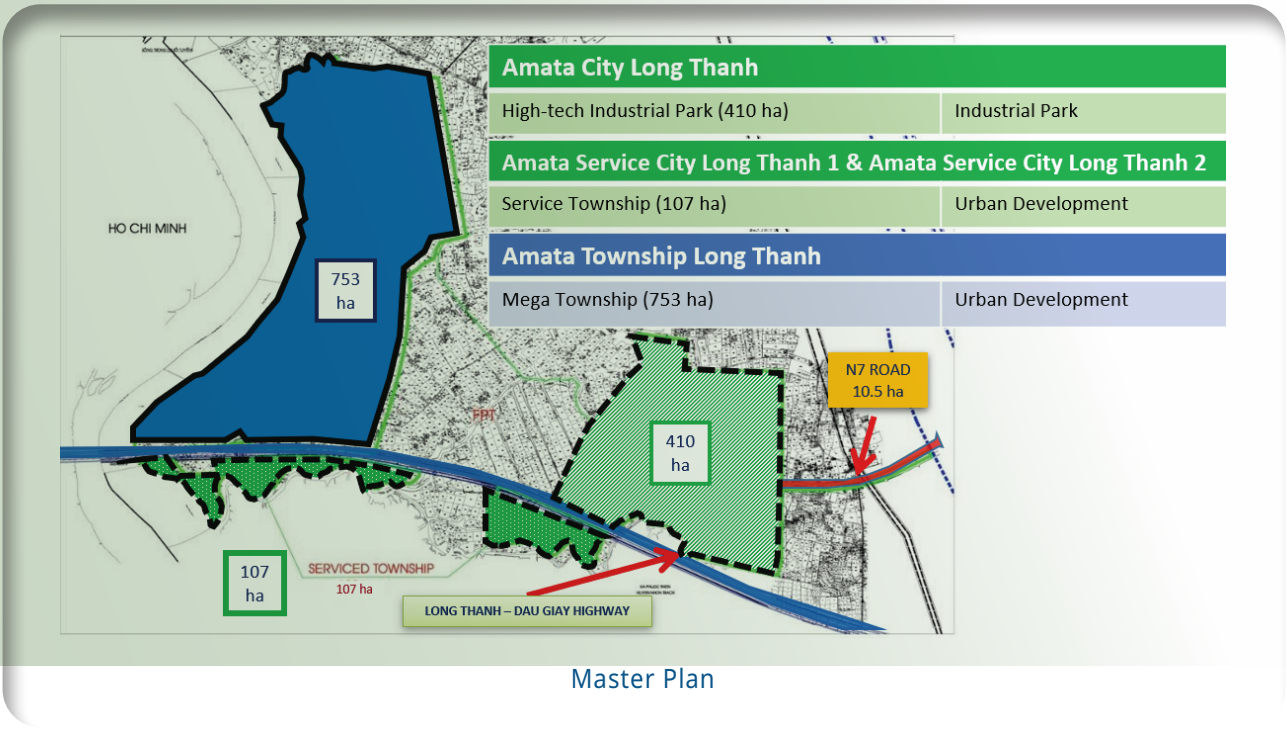 Amata City Long Thanh
High-tech Industrial Park (410 ha)
Industrial Park
Amata Service City Long Thanh 1 & Amata Service City Long Thanh 2
Service Township (107 ha)
Urban Development
Amata Township Long Thanh
Mega Township (753 ha)
Urban Development
HO CHI MINH
753
ha
N7 ROAD
10.5 ha
FPT
410
ha
107
ha
SERVICED TOWNSHIP
107 ha
LONG THANH – DAU GIAY HIGHWAY
Master Plan